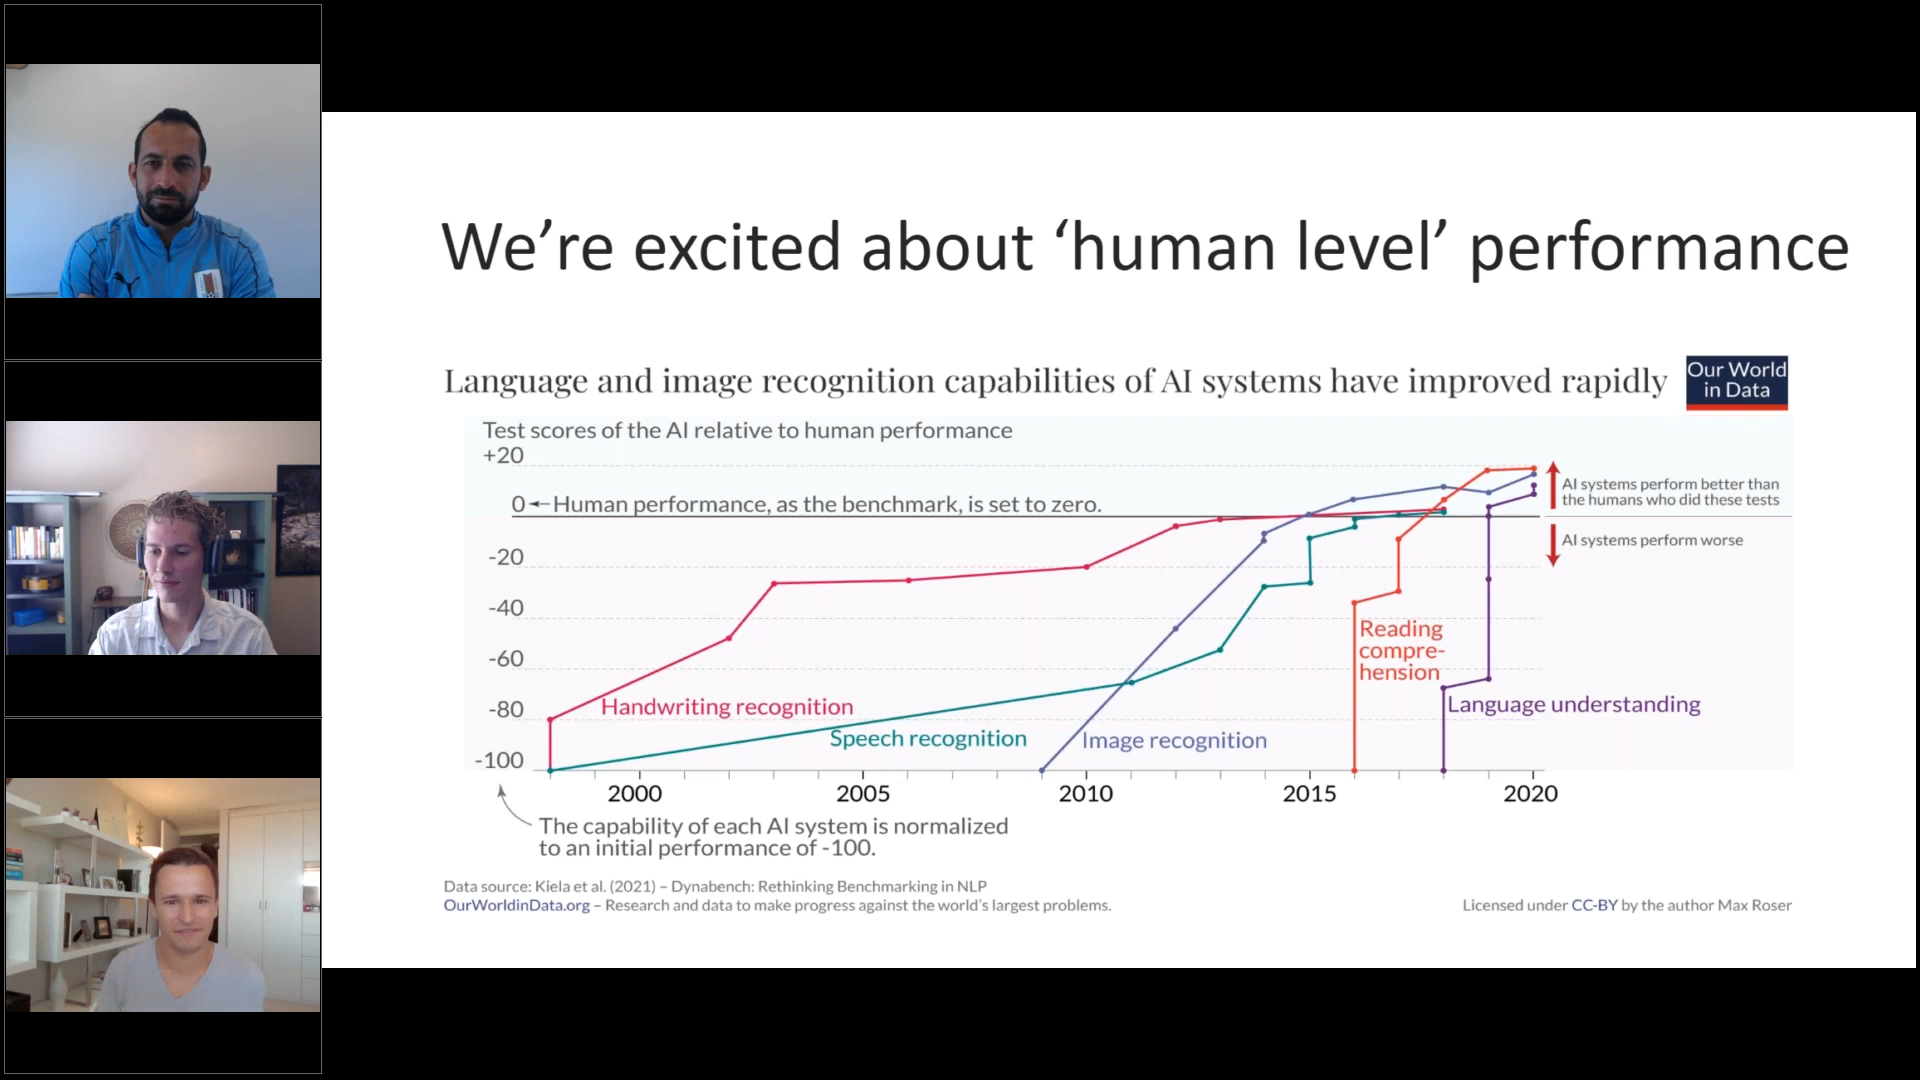 We’re excited about ‘human level’ performance
Language and image recognition capabilities of AI systems have improved rapidly
Our World
in Data
Test scores of the AI relative to human performance
+20
0
Human performance, as the benchmark, is set to zero.
AI systems perform better than
the humans who did these tests
AI systems perform worse
-20
-40
-60
-80
-100
Reading
compre-
hension
Handwriting recognition
Language understanding
Speech recognition
Image recognition
2000
2005
2010
2015
2020
The capability of each AI system is normalized
to an initial performance of -100.
Data source: Kiela et al. (2021) – Dynabench: Rethinking Benchmarking in NLP
OurWorldinData.org – Research and data to make progress against the world’s largest problems.
Licensed under CC-BY by the author Max Roser